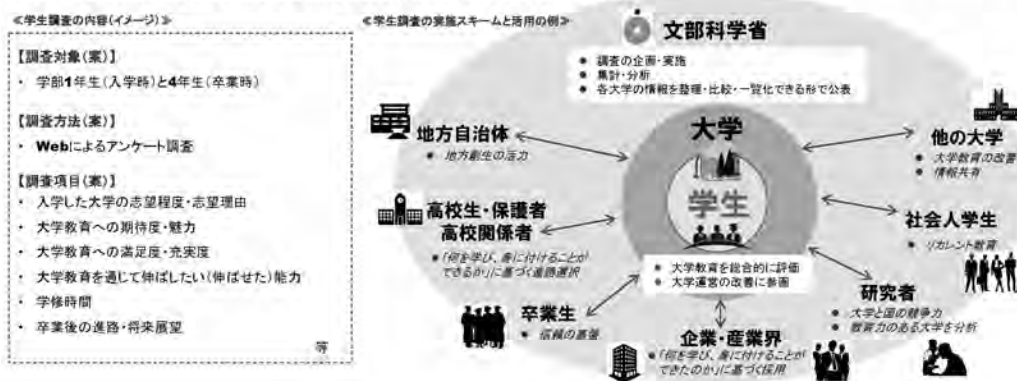 ≪学生調査の内容(イメージ)≫
【調査対象(案)】
・ 学部1年生(入学時)と4年生(卒業時)
【調査方法(案)】
・ Webによるアンケート調査
【調査項目(案)】
・ 入学した大学の志望程度・志望理由
・ 大学教育への期待度・魅力
・ 大学教育への満足度・充実度
・ 大学教育を通じて伸ばしたい(伸ばせた)能力
・ 学修時間
・ 卒業後の進路・将来展望
等
≪学生調査の実施スキームと活用の例≫
文部科学省
● 調査の企画・実施
● 集計・分析
● 各大学の情報を整理・比較・一覧化できる形で公表
大学
学生
● 大学教育を総合的に評価
● 大学運営の改善に参画
地方自治体
● 地方創生の活力
高校生・保護者
高校関係者
● 「何を学び、身に付けることが
できるか」に基づく進路選択
卒業生
● 信頼の基盤
企業・産業界
● 「何を学び、身に付けることが
できたのか」に基づく採用
他の大学
● 大学教育の改善
● 情報共有
社会人学生
● リカレント教育
研究者
● 大学と国の競争力
● 教育力のある大学を分析